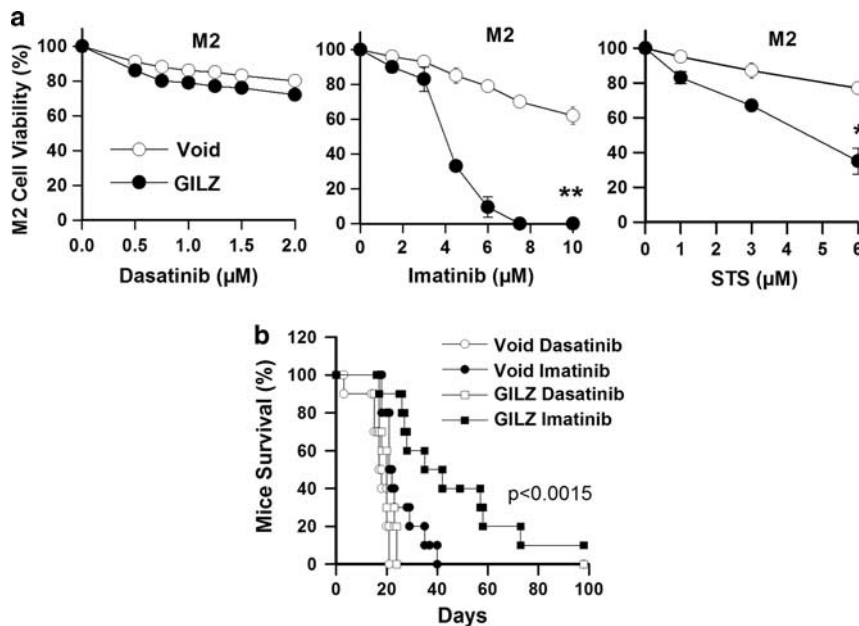 a
M2
M2
M2
M2 Cell Viability (%)
100
80
60
40
20
0
0.0
0.5
1.0
1.5
2.0
Dasatinib (µM)
Void
GILZ
100
80
60
40
20
0
0
2
4
6
8
10
Imatinib (µM)
**
100
80
60
40
20
0
0
1
2
3
4
5
6
STS (µM)
*
b
Mice Survival (%)
120
100
80
60
40
20
0
0
20
40
60
80
100
Days
Void Dasatinib
Void Imatinib
GILZ Dasatinib
GILZ Imatinib
p<0.0015